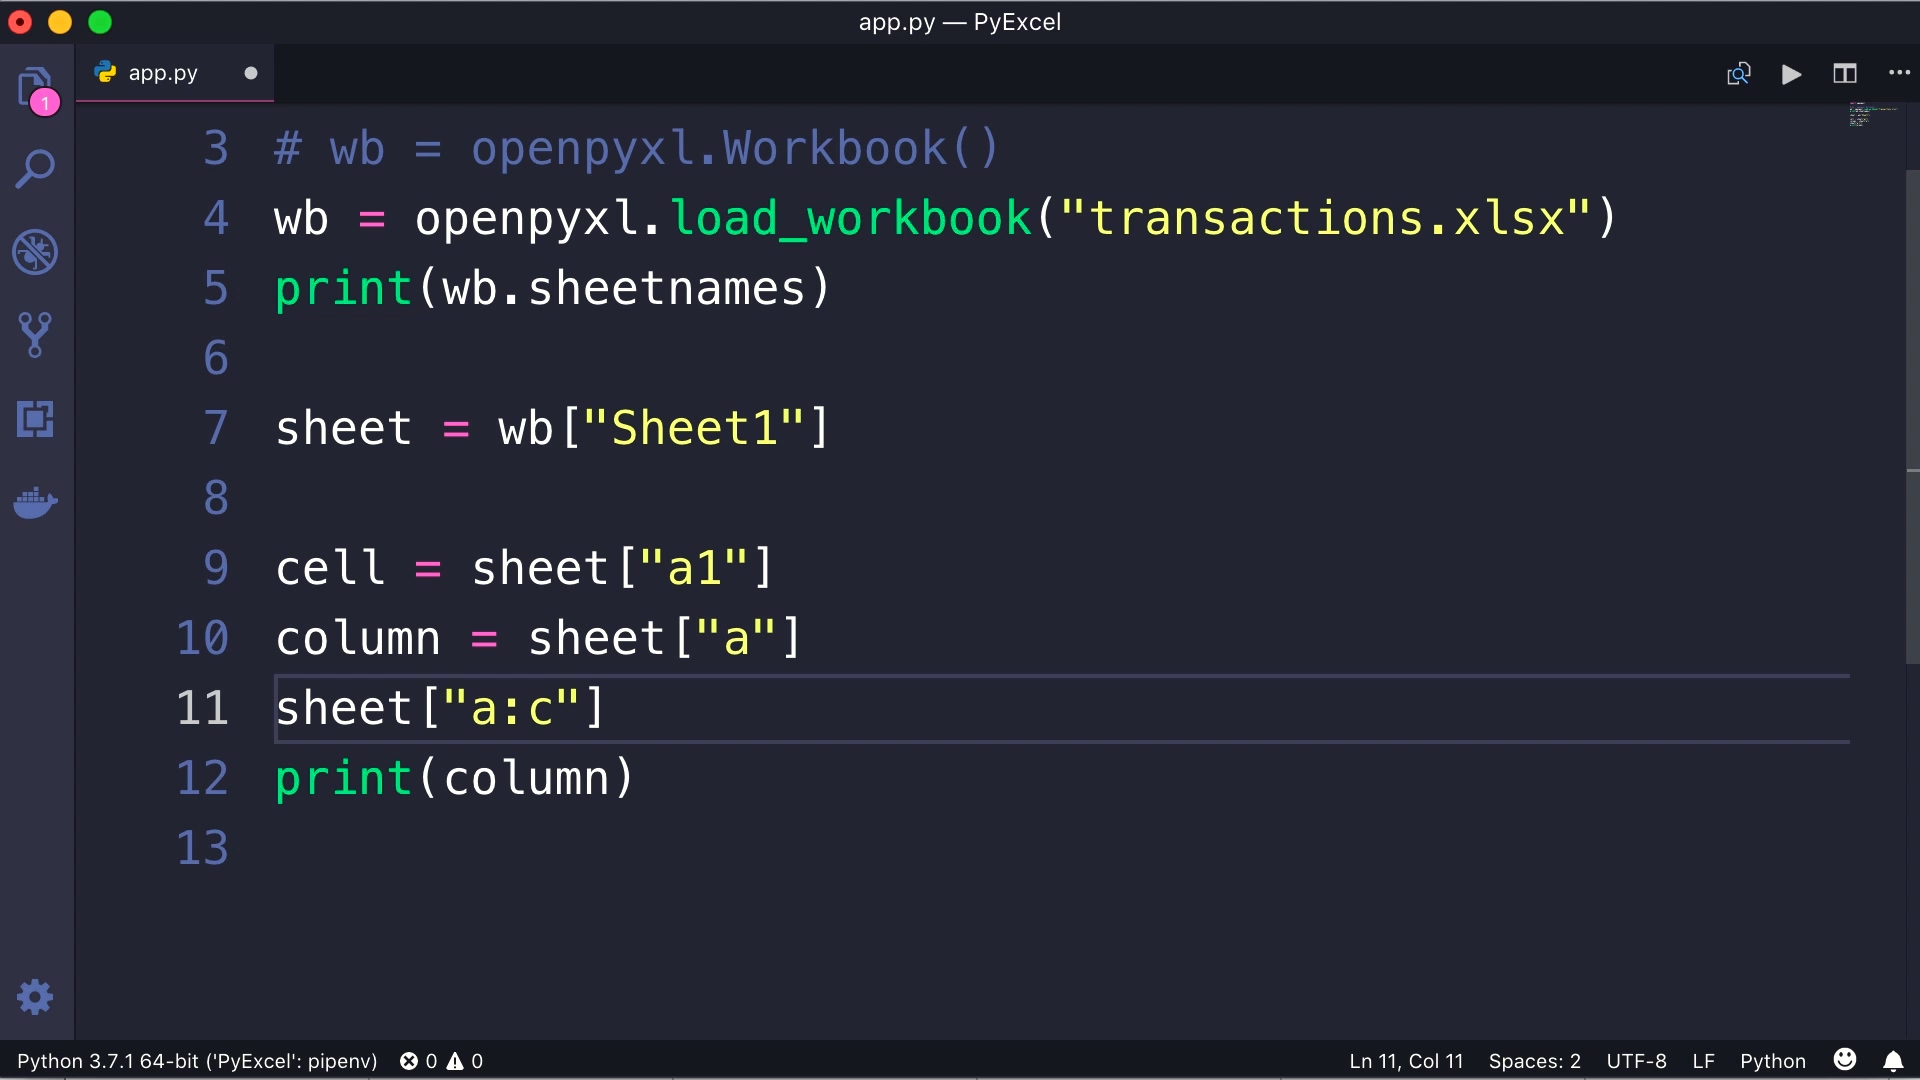 app.py — PyExcel
app.py
1
3 # wb = openpyxl.Workbook()
4 wb = openpyxl.load_workbook("transactions.xlsx")
5 print(wb.sheetnames)
6
7 sheet = wb["Sheet1"]
8
9 cell = sheet["a1"]
10 column = sheet["a"]
11 sheet["a:c"]
12 print(column)
13
Python 3.7.1 64-bit ('PyExcel': pipenv) 0 0 Ln 11, Col 11 Spaces: 2 UTF-8 LF Python